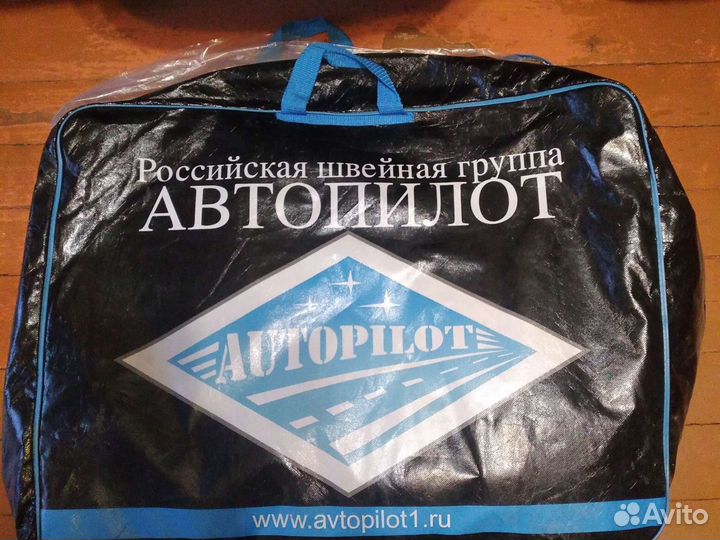 Российская швейная группа
АВТОПИЛОТ
AUTOPILOT
www.avtopilot1.ru
Avito